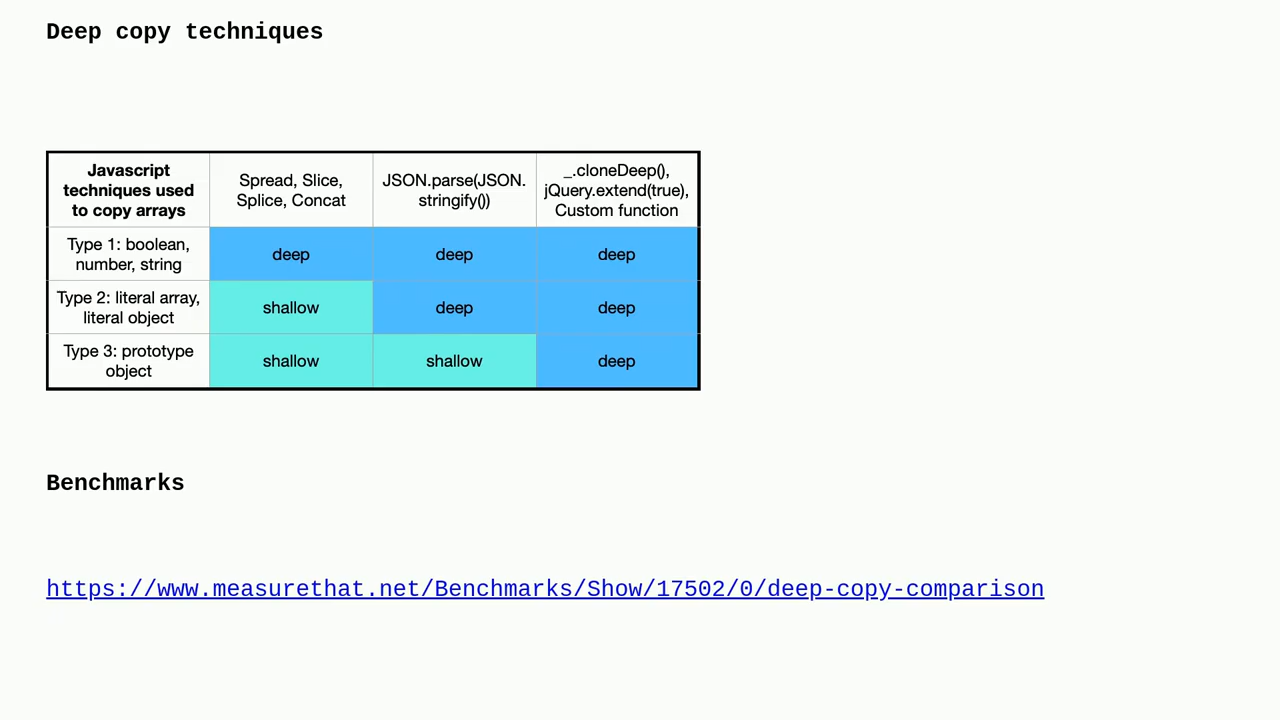 Deep copy techniques
Javascript
techniques used
to copy arrays
Spread, Slice,
Splice, Concat
JSON.parse(JSON.
stringify())
_.cloneDeep(),
jQuery.extend(true),
Custom function
Type 1: boolean,
number, string
deep
deep
deep
Type 2: literal array,
literal object
shallow
deep
deep
Type 3: prototype
object
shallow
shallow
deep
Benchmarks
https://www.measurethat.net/Benchmarks/Show/17502/0/deep-copy-comparison